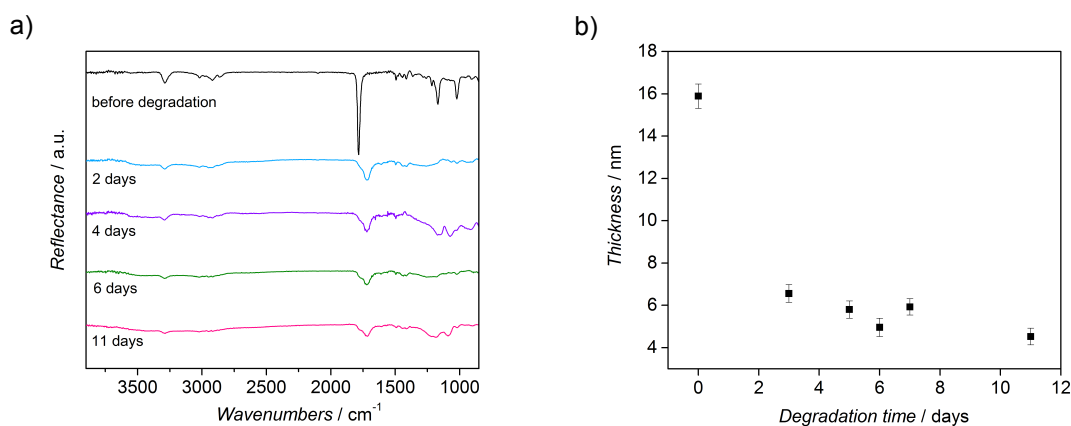 a)
before degradation
2 days
4 days
6 days
11 days
Reflectance / a.u.
3500 3000 2500 2000 1500 1000
Wavenumbers / cm⁻¹
b)
18
16
14
12
10
8
6
4
Thickness / nm
0 2 4 6 8 10 12
Degradation time / days